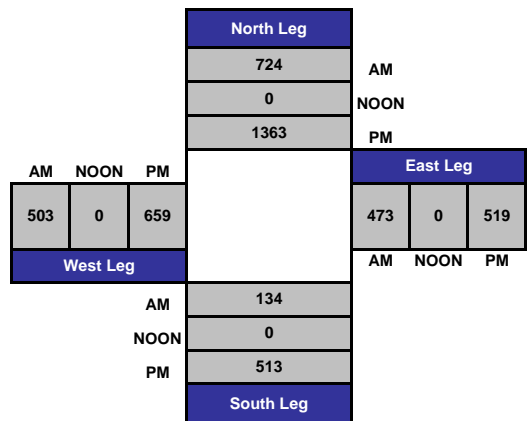 North Leg
724 AM
0 NOON
1363 PM
AM NOON PM East Leg
503 0 659 473 0 519
West Leg AM NOON PM
AM 134
NOON 0
PM 513
South Leg